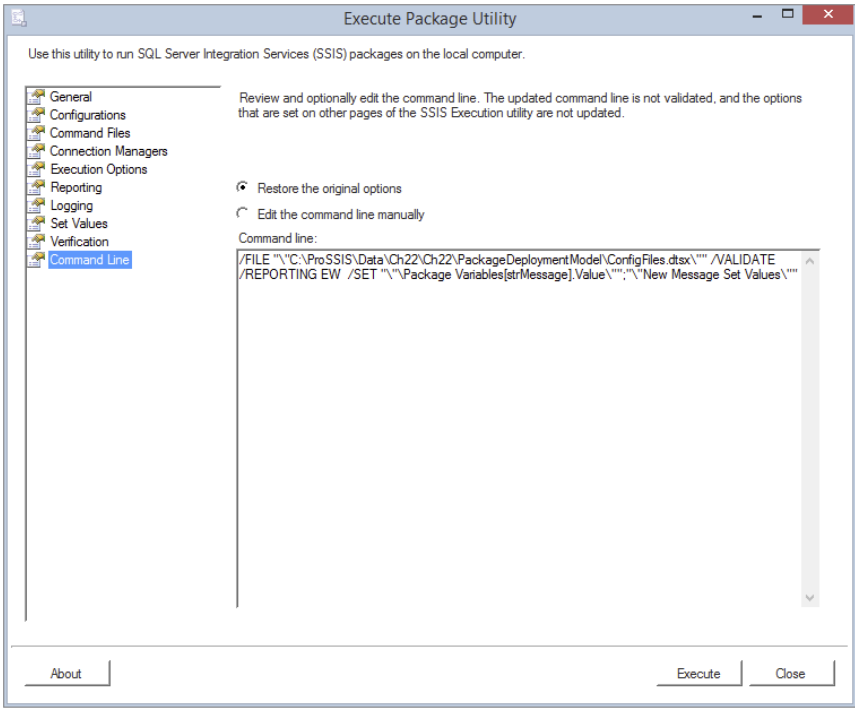 Execute Package Utility
Use this utility to run SQL Server Integration Services (SSIS) packages on the local computer.
General
Configurations
Command Files
Connection Managers
Execution Options
Reporting
Logging
Set Values
Verification
Command Line
Review and optionally edit the command line. The updated command line is not validated, and the options
that are set on other pages of the SSIS Execution utility are not updated.
Restore the original options
Edit the command line manually
Command line:
/FILE "\"C:\ProSSIS\Data\Ch22\Ch22\PackageDeploymentModel\ConfigFiles.dtsx\"" /VALIDATE
/REPORTING EW  /SET "\"\Package Variables[strMessage].Value\"";"\"New Message Set Values\""
About
Execute
Close